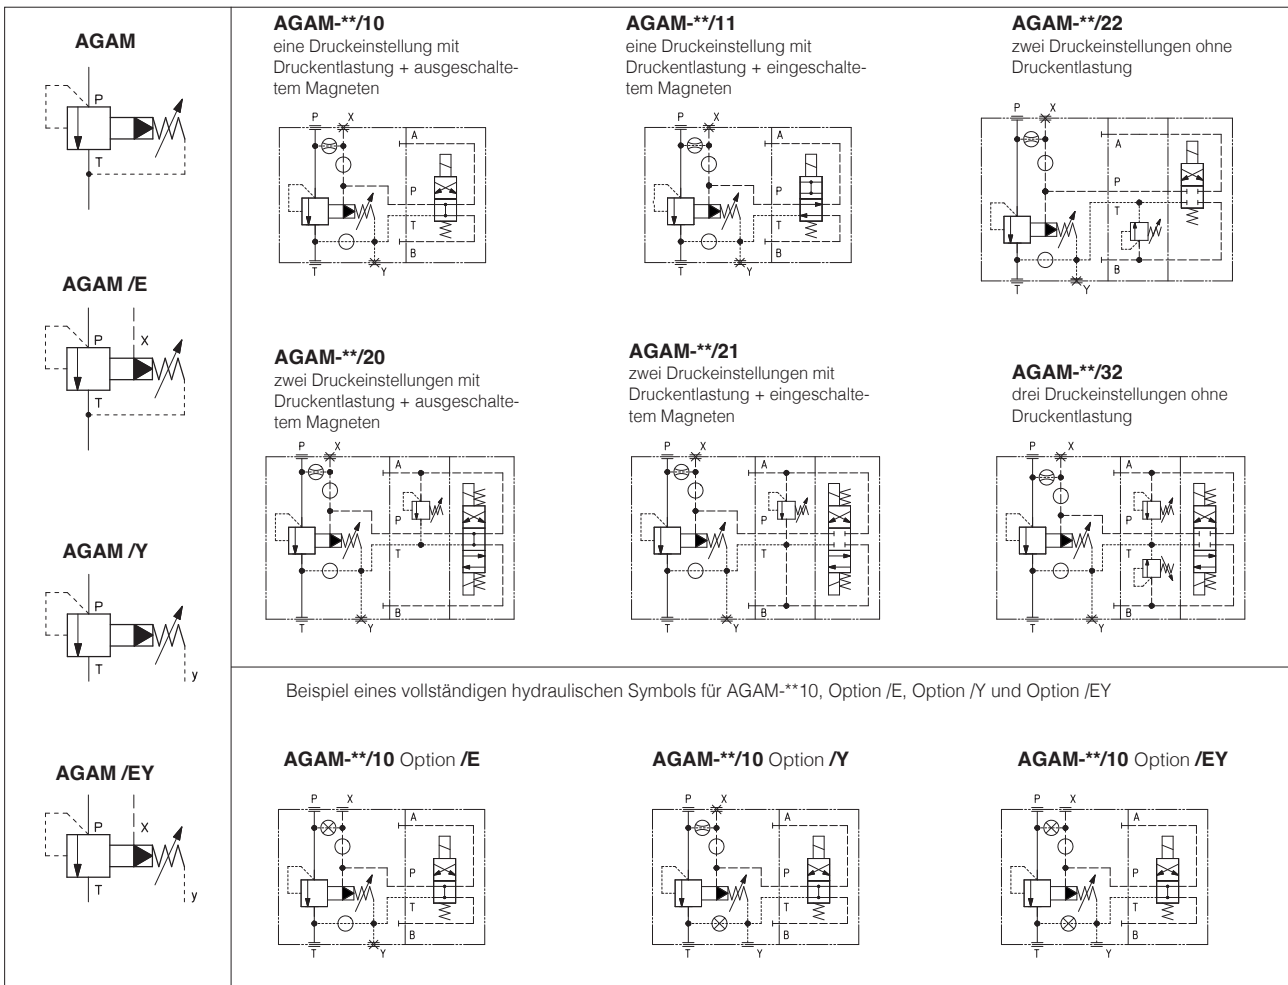 AGAM
P
T
AGAM /E
P
X
T
AGAM /Y
P
T
y
AGAM /EY
P
X
T
y
AGAM-**/10
eine Druckeinstellung mit
Druckentlastung + ausgeschalte-
tem Magneten
P
X
A
P
T
B
T
Y
AGAM-**/11
eine Druckeinstellung mit
Druckentlastung + eingeschalte-
tem Magneten
P
X
A
P
T
B
T
Y
AGAM-**/22
zwei Druckeinstellungen ohne
Druckentlastung
P
X
A
P
T
B
T
Y
AGAM-**/20
zwei Druckeinstellungen mit
Druckentlastung + ausgeschalte-
tem Magneten
P
X
A
P
T
B
T
Y
AGAM-**/21
zwei Druckeinstellungen mit
Druckentlastung + eingeschalte-
tem Magneten
P
X
A
P
T
B
T
Y
AGAM-**/32
drei Druckeinstellungen ohne
Druckentlastung
P
X
A
P
T
B
T
Y
Beispiel eines vollständigen hydraulischen Symbols für AGAM-**10, Option /E, Option /Y und Option /EY
AGAM-**/10 Option /E
P
X
A
P
T
B
T
Y
AGAM-**/10 Option /Y
P
X
A
P
T
B
T
Y
AGAM-**/10 Option /EY
P
X
A
P
T
B
T
Y